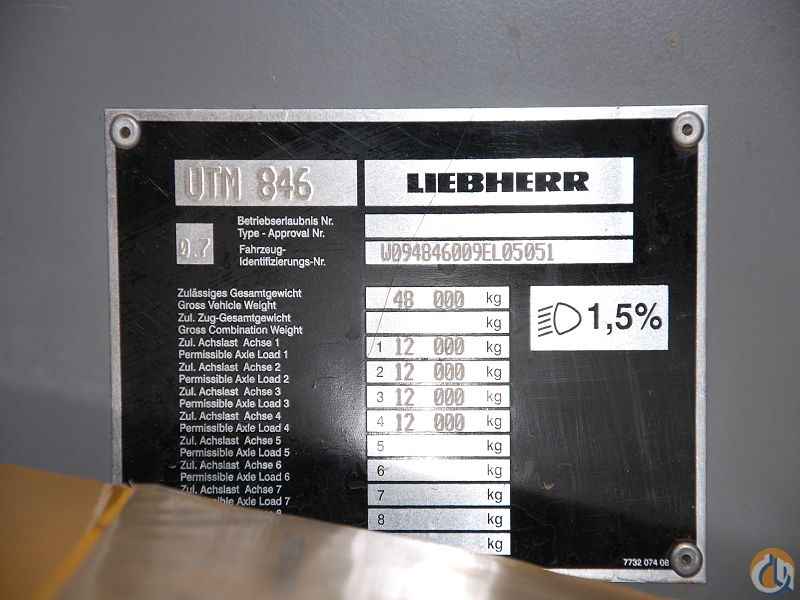 UTM 846 LIEBHERR
Betriebserlaubnis Nr.
Type - Approval Nr.
0.7 Fahrzeug-
Identifizierungs-Nr. W094846009EL05051
Zulässiges Gesamtgewicht
Gross Vehicle Weight 48 000 kg
Zul. Zug-Gesamtgewicht
Gross Combination Weight kg
1,5%
Zul. Achslast Achse 1
Permissible Axle Load 1 1 12 000 kg
Zul. Achslast Achse 2
Permissible Axle Load 2 2 12 000 kg
Zul. Achslast Achse 3
Permissible Axle Load 3 3 12 000 kg
Zul. Achslast Achse 4
Permissible Axle Load 4 4 12 000 kg
Zul. Achslast Achse 5
Permissible Axle Load 5 5 kg
Zul. Achslast Achse 6
Permissible Axle Load 6 6 kg
Zul. Achslast Achse 7
Axle Load 7 7 kg
8 kg
kg
7732 074 08